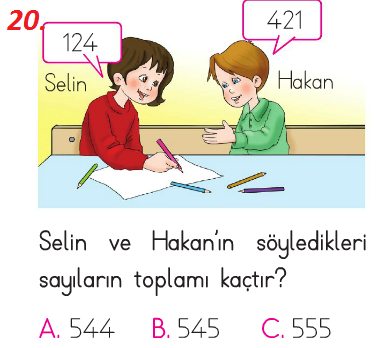 20.
124
421
Selin
Hakan
Selin ve Hakan'ın söyledikleri
sayıların toplamı kaçtır?
A. 544 B. 545 C. 555